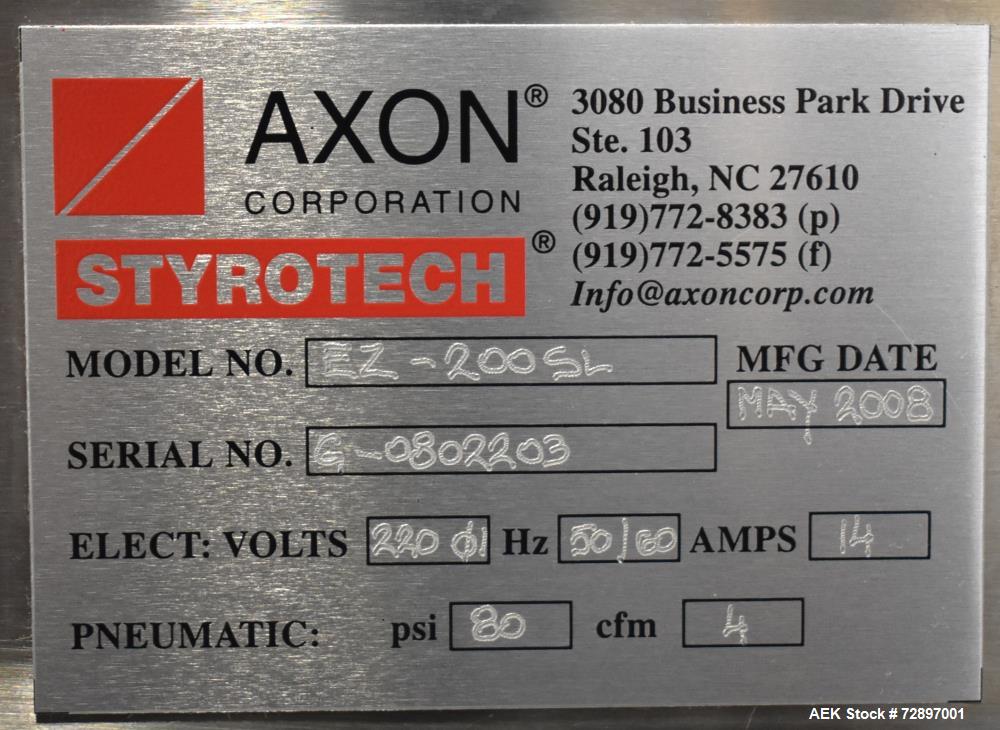 AXON®
CORPORATION
STYROTECH®
3080 Business Park Drive
Ste. 103
Raleigh, NC 27610
(919)772-8383 (p)
(919)772-5575 (f)
Info@axoncorp.com
MODEL NO. EZ-200SL
MFG DATE
MAY 2008
SERIAL NO. G-0802203
ELECT: VOLTS 220 ϕ1 Hz 50/60 AMPS 14
PNEUMATIC: psi 80 cfm 4
AEK Stock # 72897001